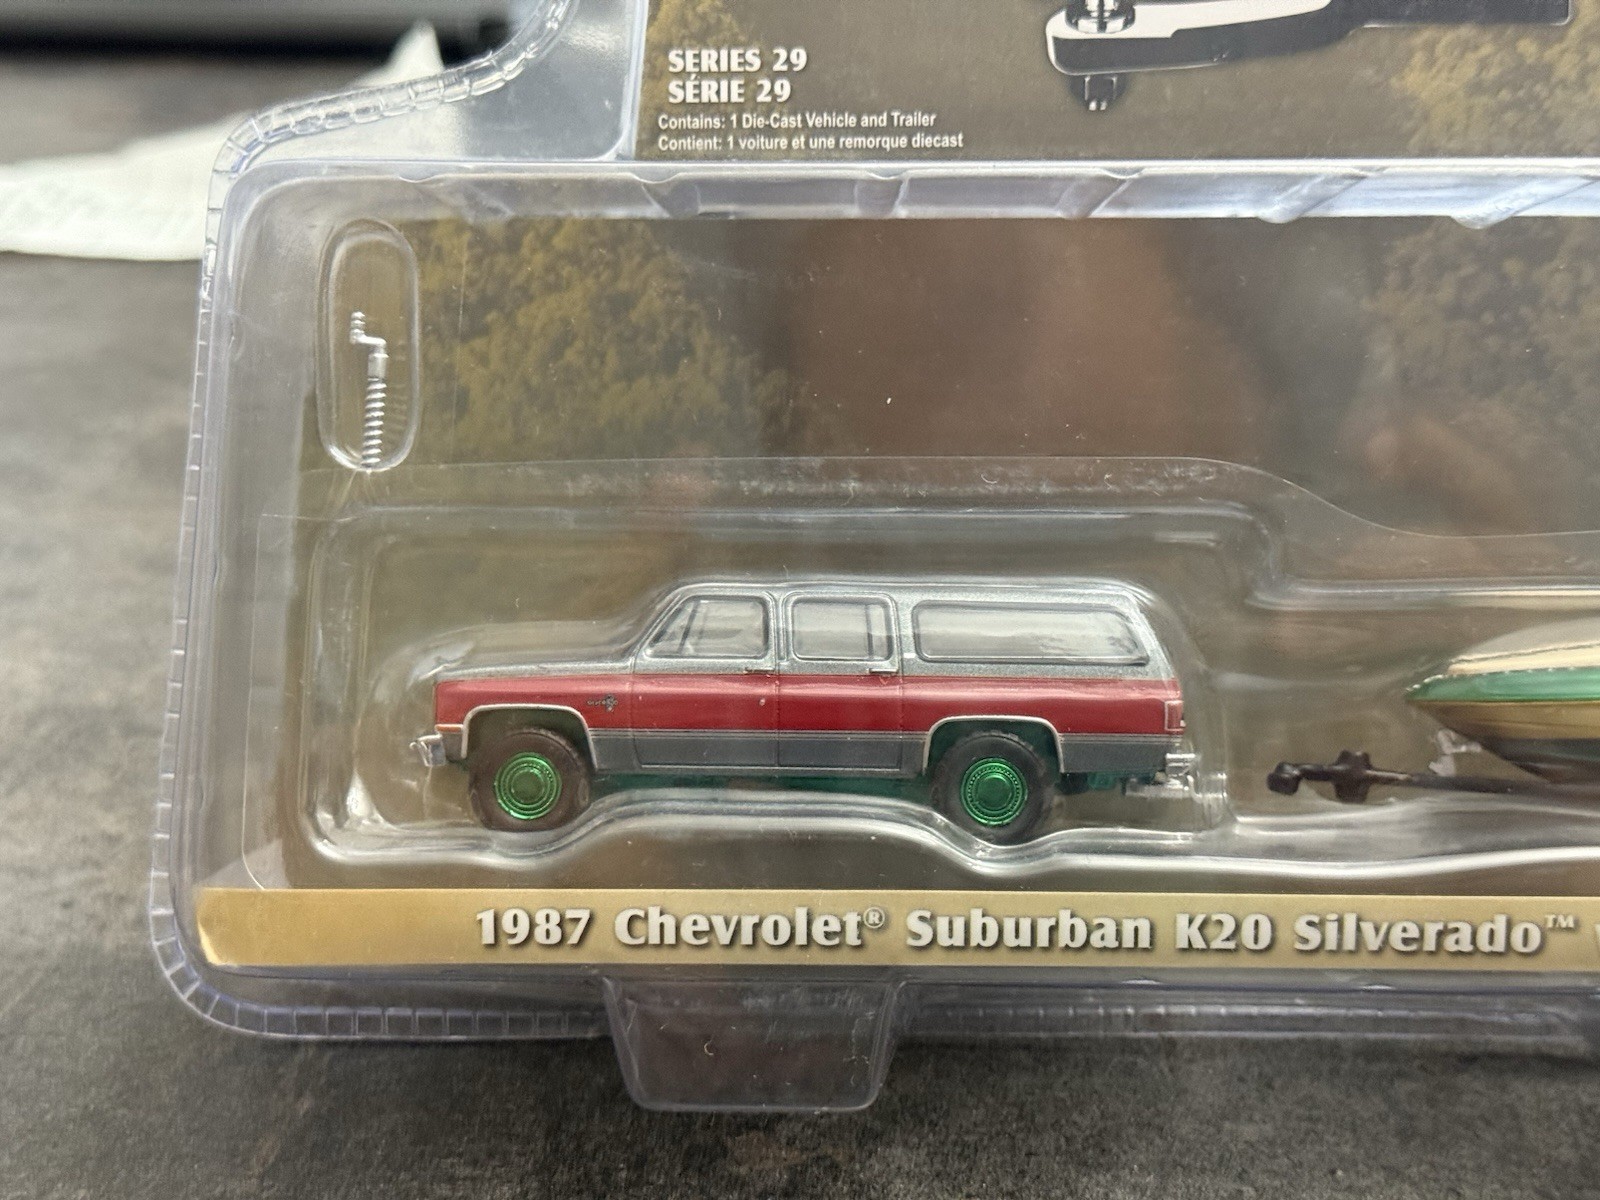 SERIES 29
SÉRIE 29
Contains: 1 Die-Cast Vehicle and Trailer
Contient: 1 voiture et une remorque diecast
1987 Chevrolet® Suburban K20 Silverado™